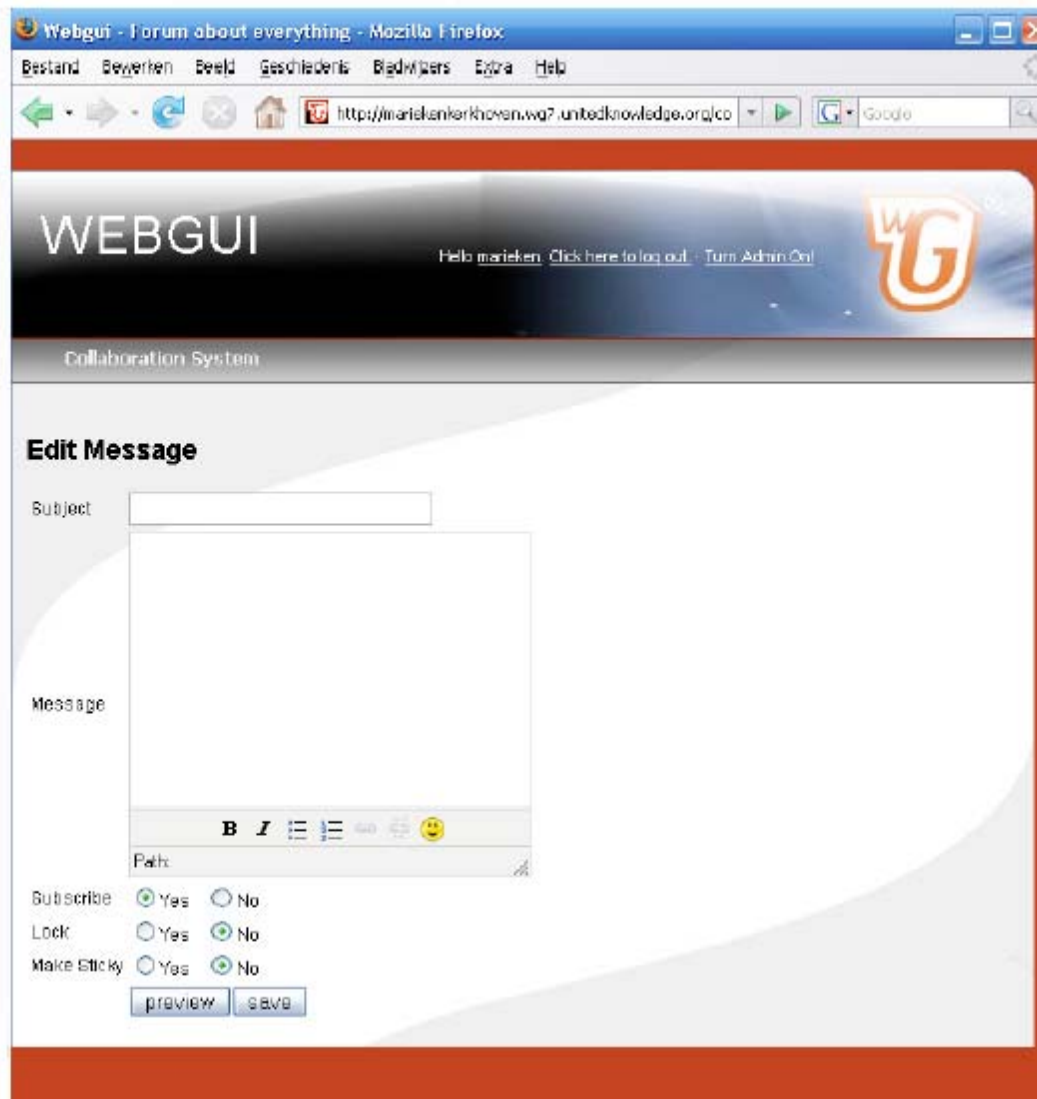 Webgui - Forum about everything - Mozilla Firefox
Bestand Bewerken Beeld Geschiedenis Bladwijzers Extra Help
http://mariekenkerkhoven.wg7.unitedknowledge.org/co
G Google
WEBGUI
Hello marieken. Click here to log out. - Turn Admin On!
WG
Collaboration System
Edit Message
Subject
Message
B I
Path:
Subscribe Yes No
Lock Yes No
Make Sticky Yes No
preview save